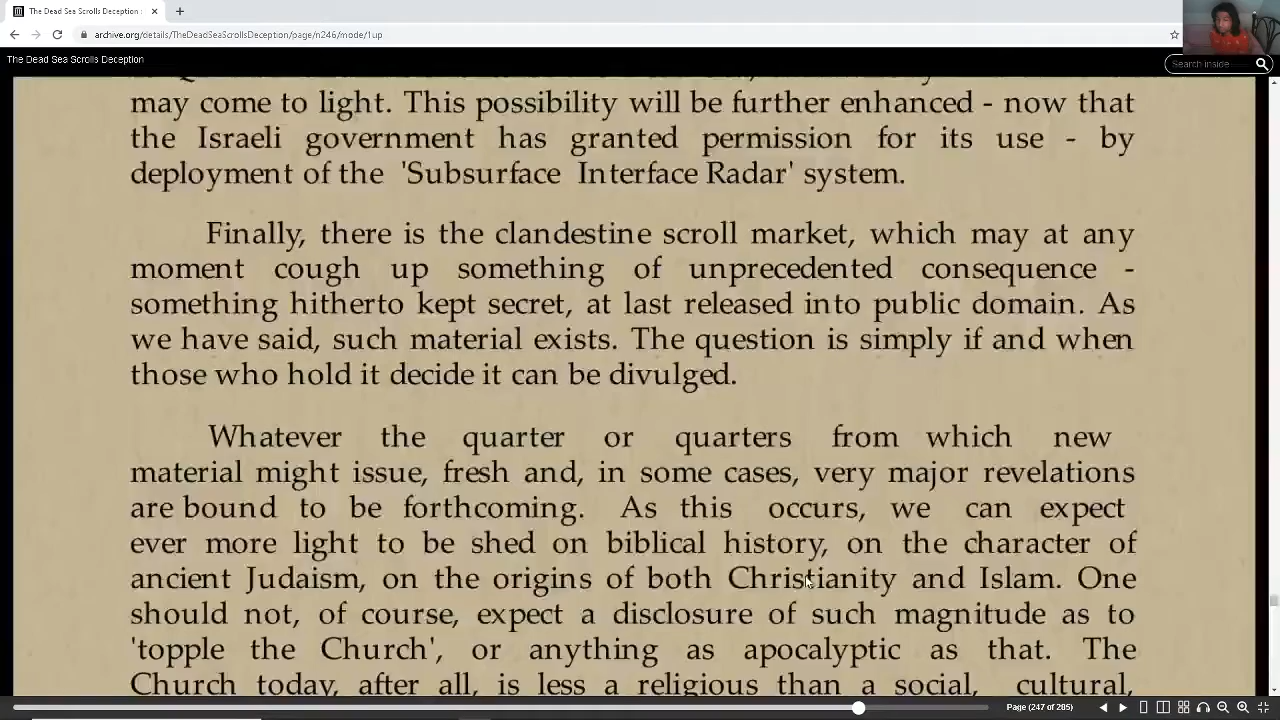 The Dead Sea Scrolls Deception :
archive.org/details/TheDeadSeaScrollsDeception/page/n246/mode/1up
The Dead Sea Scrolls Deception
Search inside
may come to light. This possibility will be further enhanced - now that
the Israeli government has granted permission for its use - by
deployment of the 'Subsurface Interface Radar' system.
Finally, there is the clandestine scroll market, which may at any
moment cough up something of unprecedented consequence -
something hitherto kept secret, at last released into public domain. As
we have said, such material exists. The question is simply if and when
those who hold it decide it can be divulged.
Whatever the quarter or quarters from which new
material might issue, fresh and, in some cases, very major revelations
are bound to be forthcoming. As this occurs, we can expect
ever more light to be shed on biblical history, on the character of
ancient Judaism, on the origins of both Christianity and Islam. One
should not, of course, expect a disclosure of such magnitude as to
'topple the Church', or anything as apocalyptic as that. The
Church today, after all, is less a religious than a social, cultural,
Page (247 of 285)